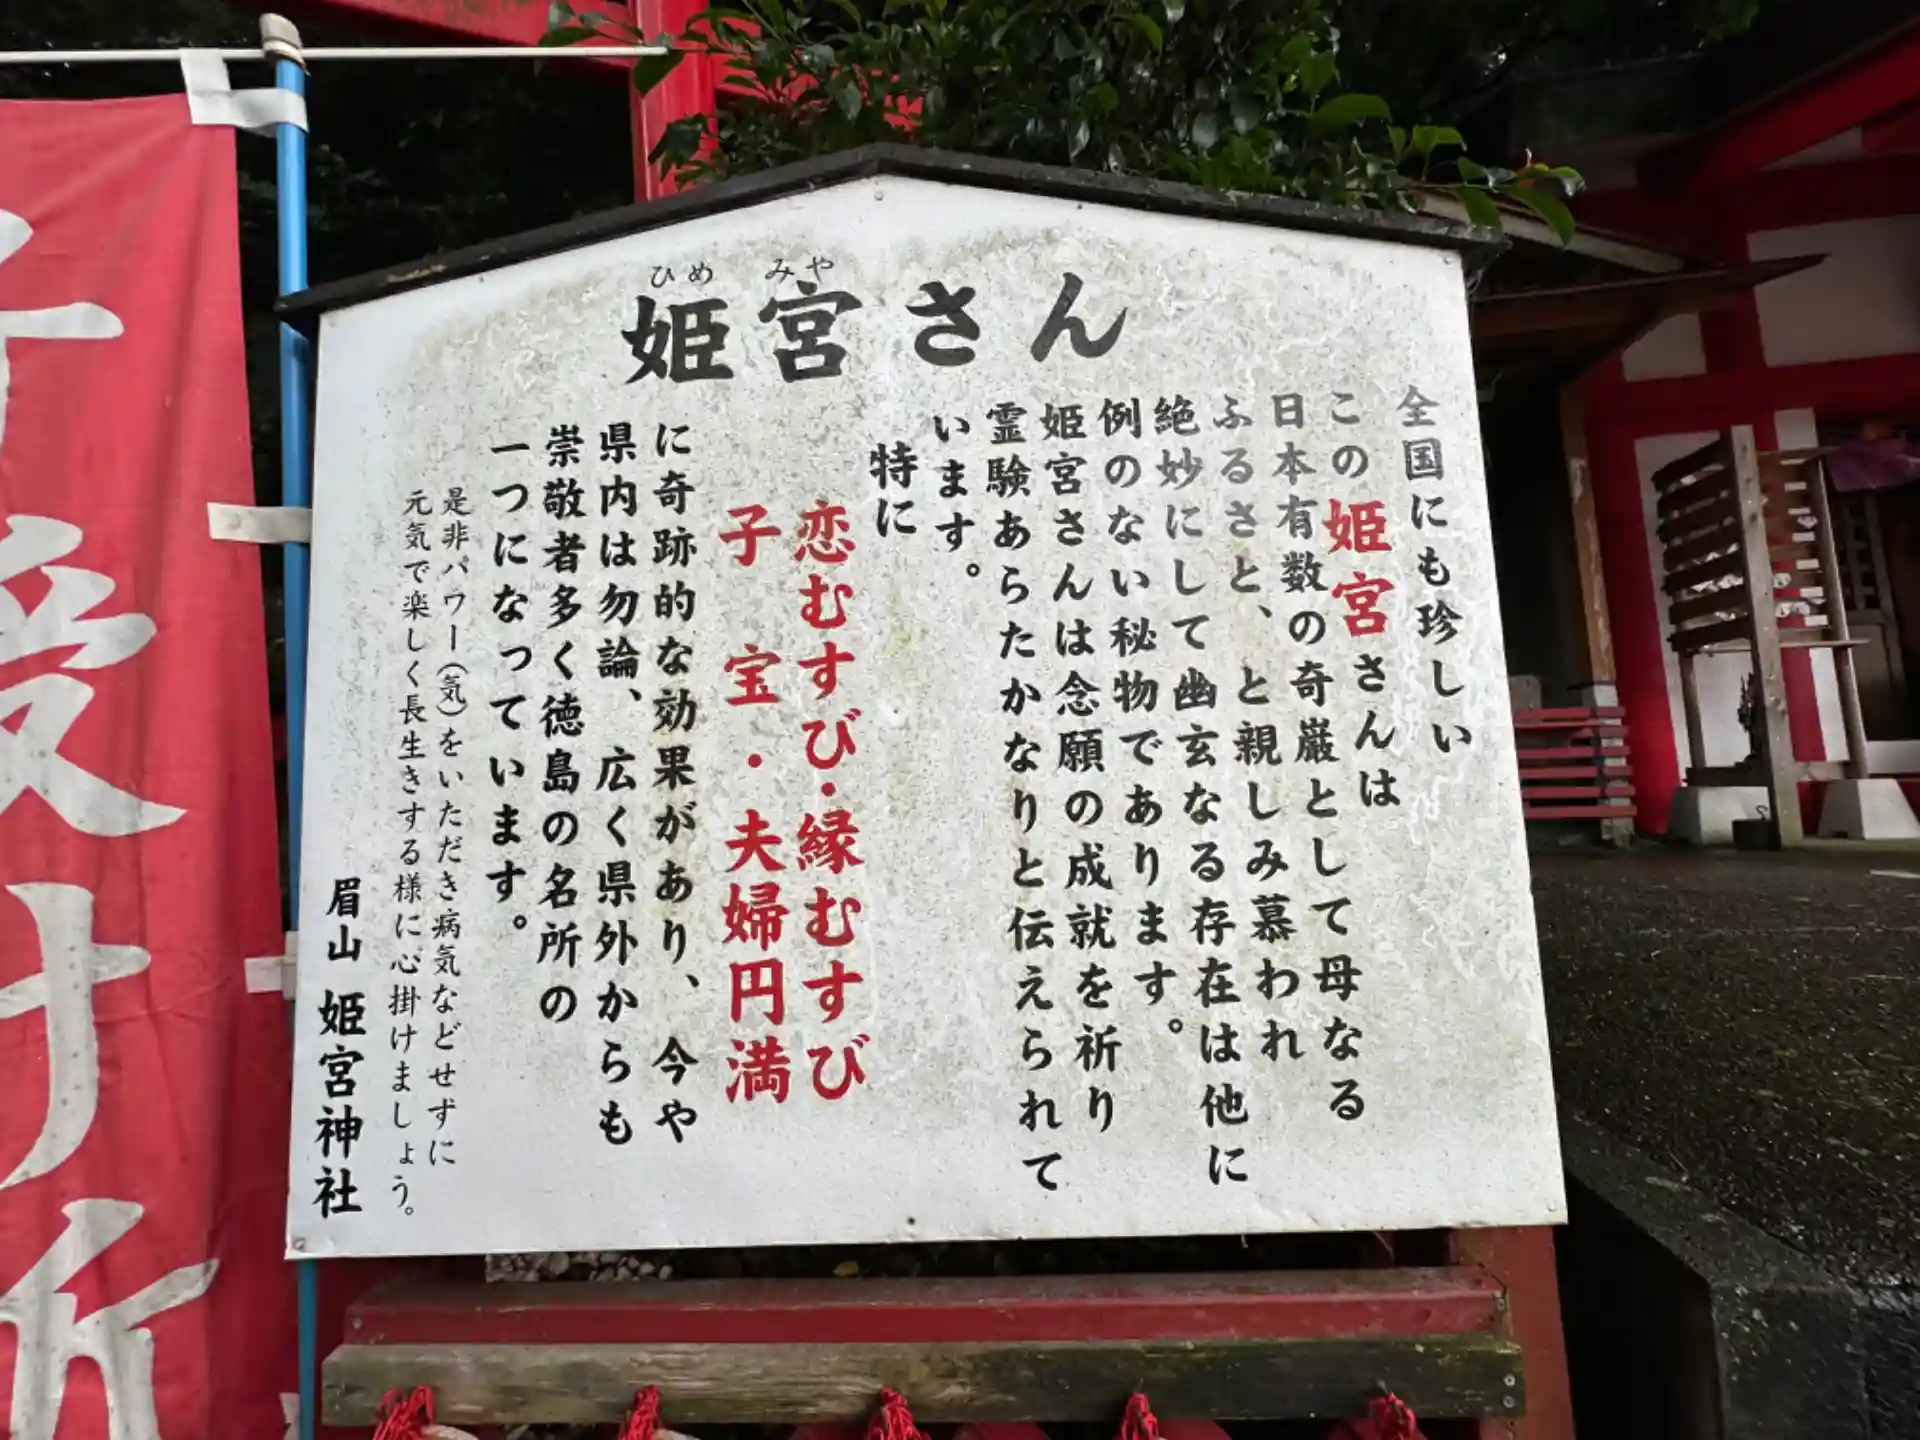 ひめ みや
姫宮さん
全国にも珍しい
この姫宮さんは
日本有数の奇巌として母なる
ふるさと、と親しみ慕われ
絶妙にして幽玄なる存在は他に
例のない秘物であります。
姫宮さんは念願の成就を祈り
霊験あらたかなりと伝えられて
います。
特に
恋むすび・縁むすび
子宝・夫婦円満
に奇跡的な効果があり、今や
県内は勿論、広く県外からも
崇敬者多く徳島の名所の
一つになっています。
是非パワー(気)をいただき病気などせずに
元気で楽しく長生きする様に心掛けましょう。
眉山 姫宮神社
受け所